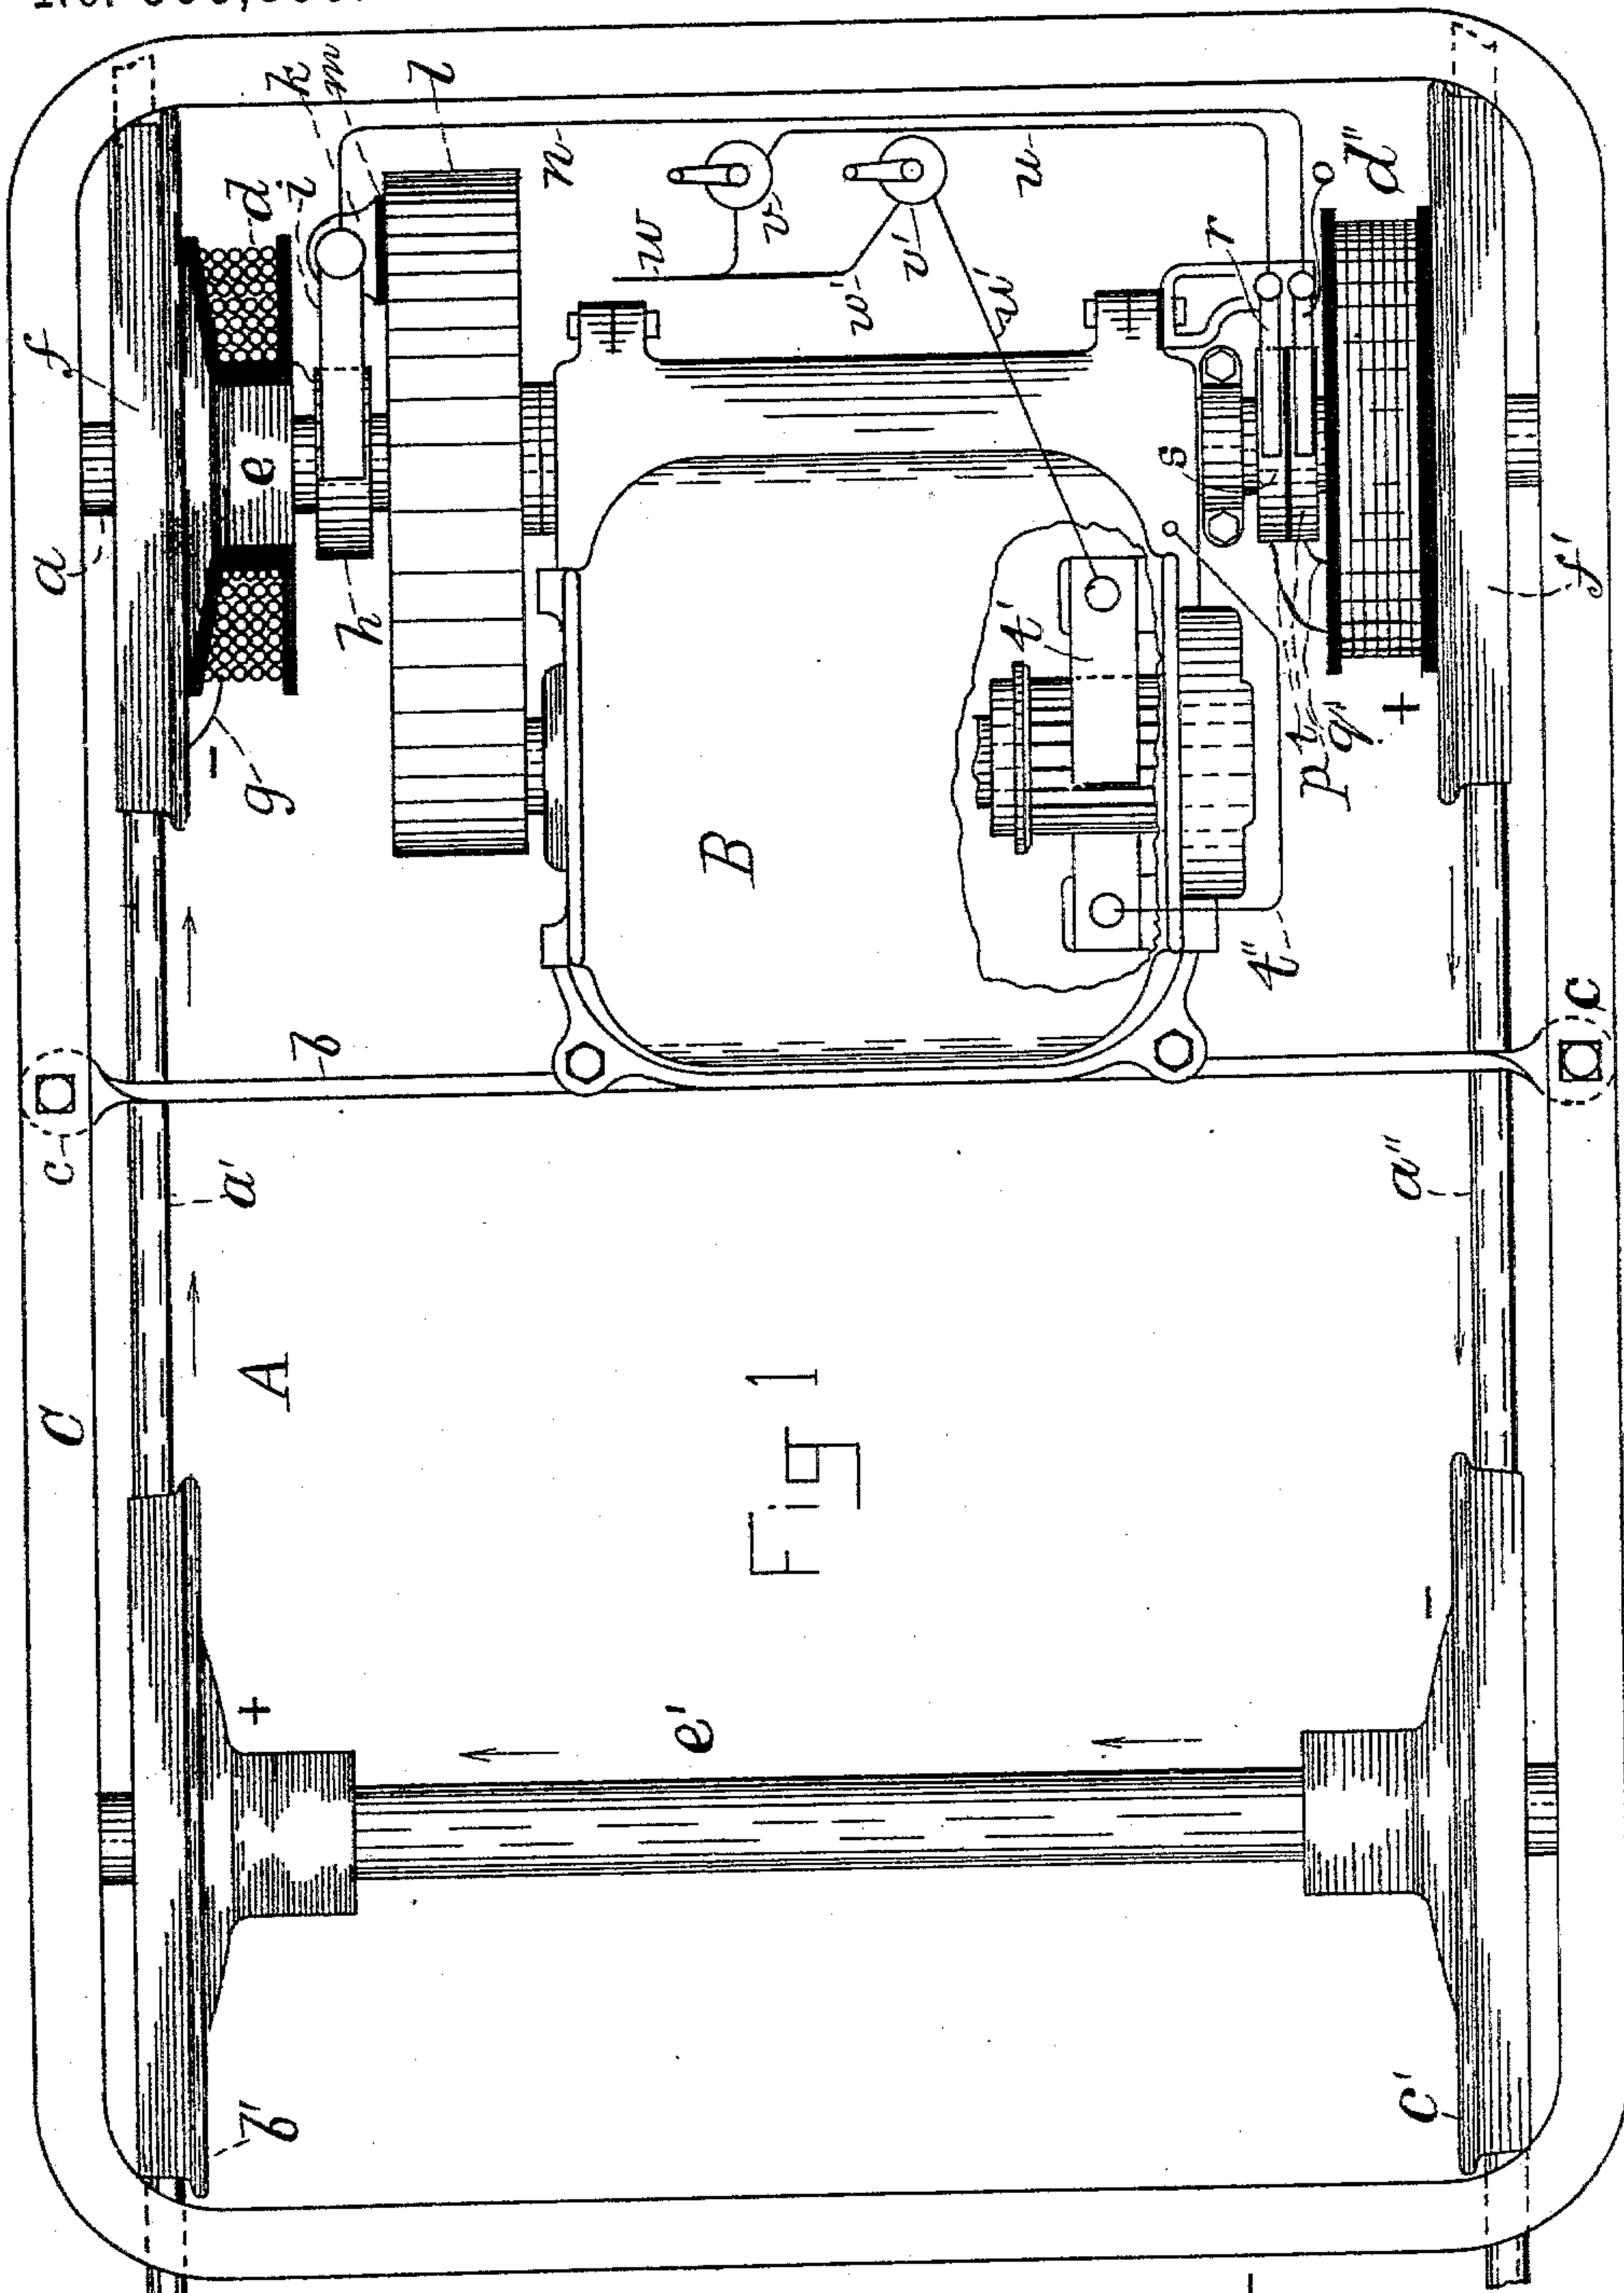 C
A
B
Fig 1
a
f
d
i
k
m
l
e
h
g
-
n
w
v
w'
v'
u'
u
c
b
a'
t'
t''
s
r
o
d''
p
t
q
+
f'
c
a''
+
b'
e'
-
c'